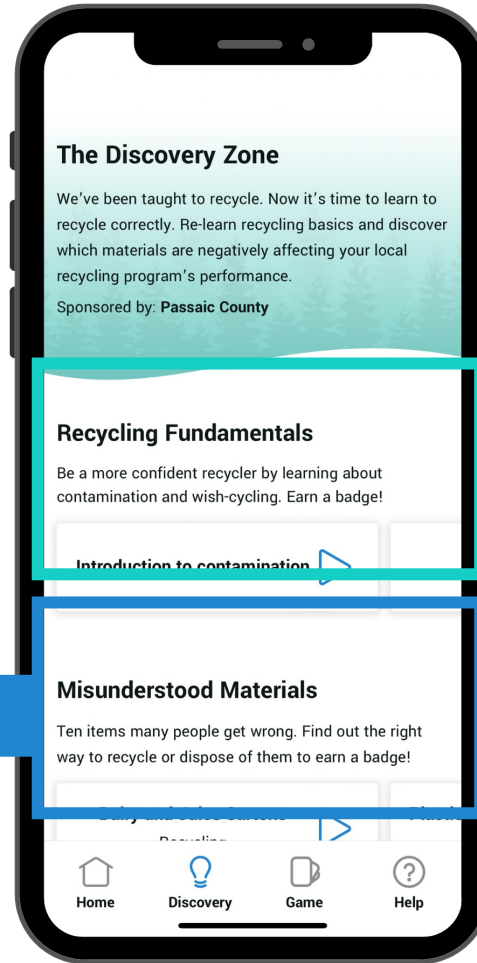 The Discovery Zone
We've been taught to recycle. Now it's time to learn to
recycle correctly. Re-learn recycling basics and discover
which materials are negatively affecting your local
recycling program's performance.
Sponsored by: Passaic County
Recycling Fundamentals
Be a more confident recycler by learning about
contamination and wish-cycling. Earn a badge!
Introduction to contamination
Misunderstood Materials
Ten items many people get wrong. Find out the right
way to recycle or dispose of them to earn a badge!
Recycling
Home Discovery Game Help